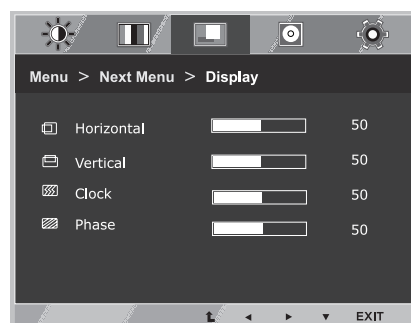 Menu > Next Menu > Display
Horizontal 50
Vertical 50
Clock 50
Phase 50
EXIT